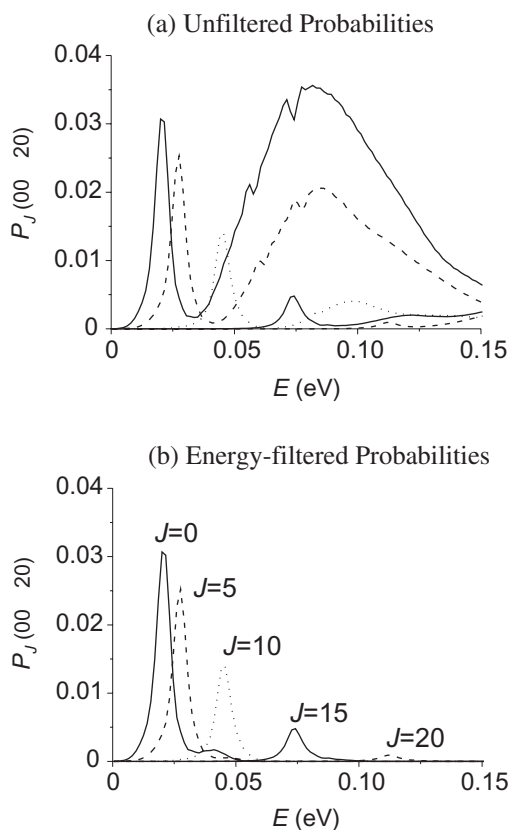 (a) Unfiltered Probabilities
0.04
0.03
0.02
0.01
0
P_J (00 20)
0 0.05 0.10 0.15
E (eV)
(b) Energy-filtered Probabilities
0.04
0.03
0.02
0.01
0
P_J (00 20)
J=0
J=5
J=10
J=15
J=20
0 0.05 0.10 0.15
E (eV)